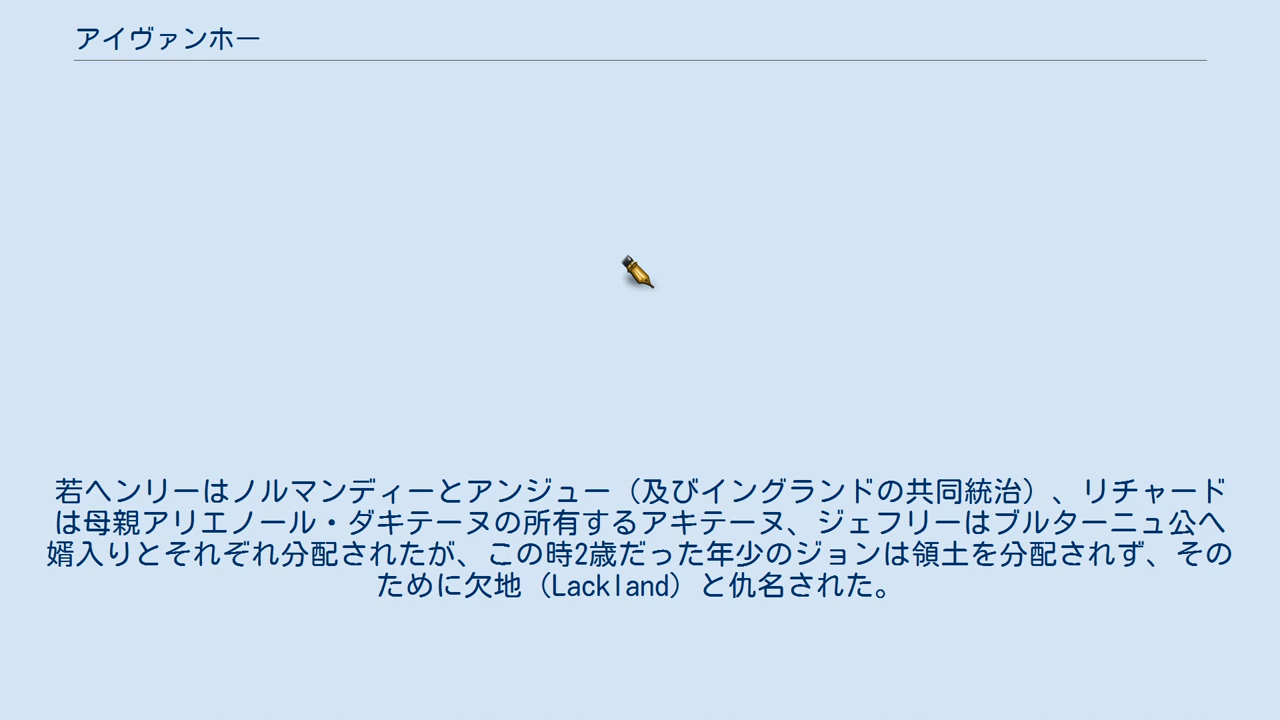 アイヴァンホー
若ヘンリーはノルマンディーとアンジュー（及びイングランドの共同統治）、リチャード
は母親アリエノール・ダキテーヌの所有するアキテーヌ、ジェフリーはブルターニュ公へ
婿入りとそれぞれ分配されたが、この時2歳だった年少のジョンは領土を分配されず、その
ために欠地（Lackland）と仇名された。